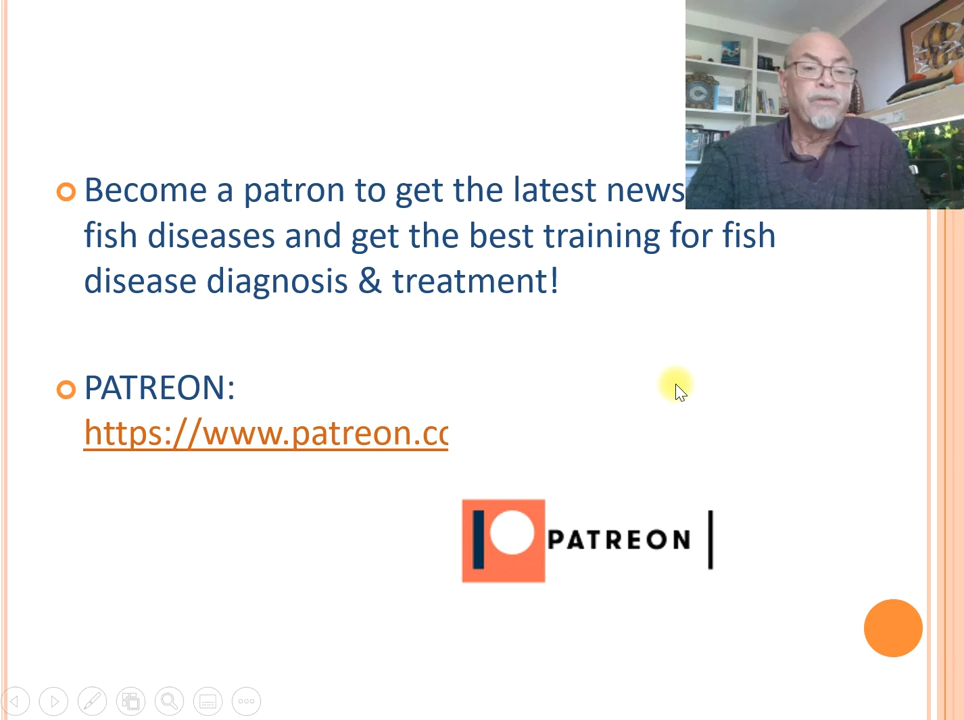 Become a patron to get the latest news
fish diseases and get the best training for fish
disease diagnosis & treatment!
PATREON:
https://www.patreon.co
PATREON